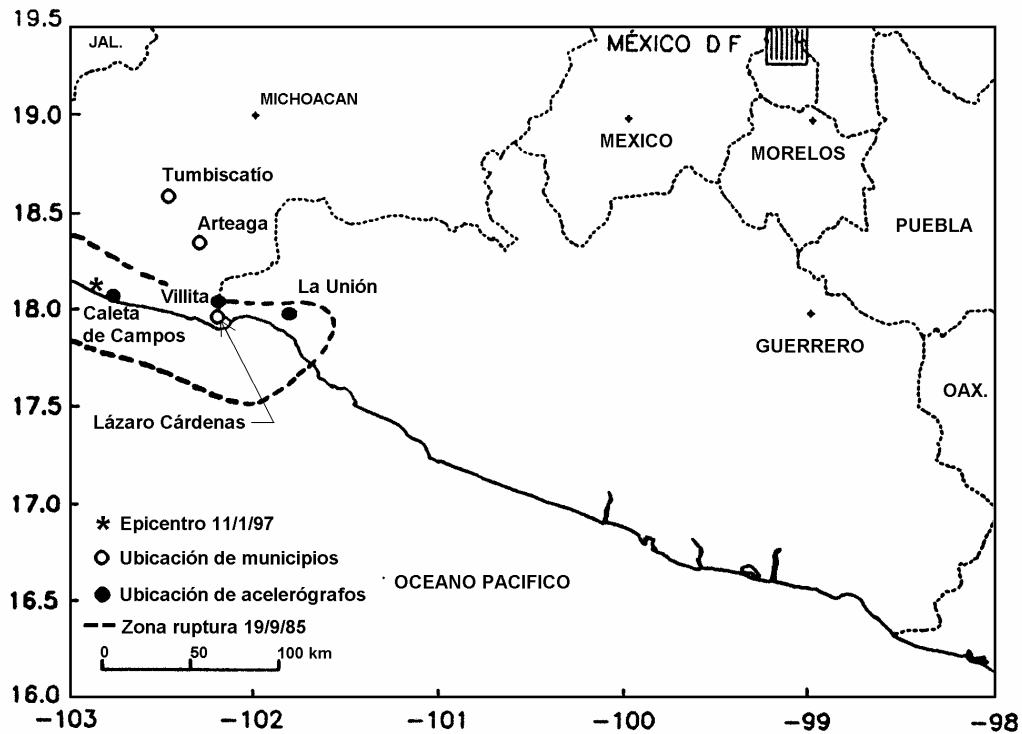 19.5
JAL.
MÉXICO D F
MICHOACAN
19.0
MEXICO
MORELOS
Tumbiscatío
18.5
Arteaga
PUEBLA
La Unión
Villita
18.0
Caleta
de Campos
GUERRERO
OAX.
17.5
Lázaro Cárdenas
17.0
* Epicentro 11/1/97
Ubicación de municipios
OCEANO PACIFICO
16.5
Ubicación de acelerógrafos
Zona ruptura 19/9/85
0 50 100 km
16.0
-103 -102 -101 -100 -99 -98